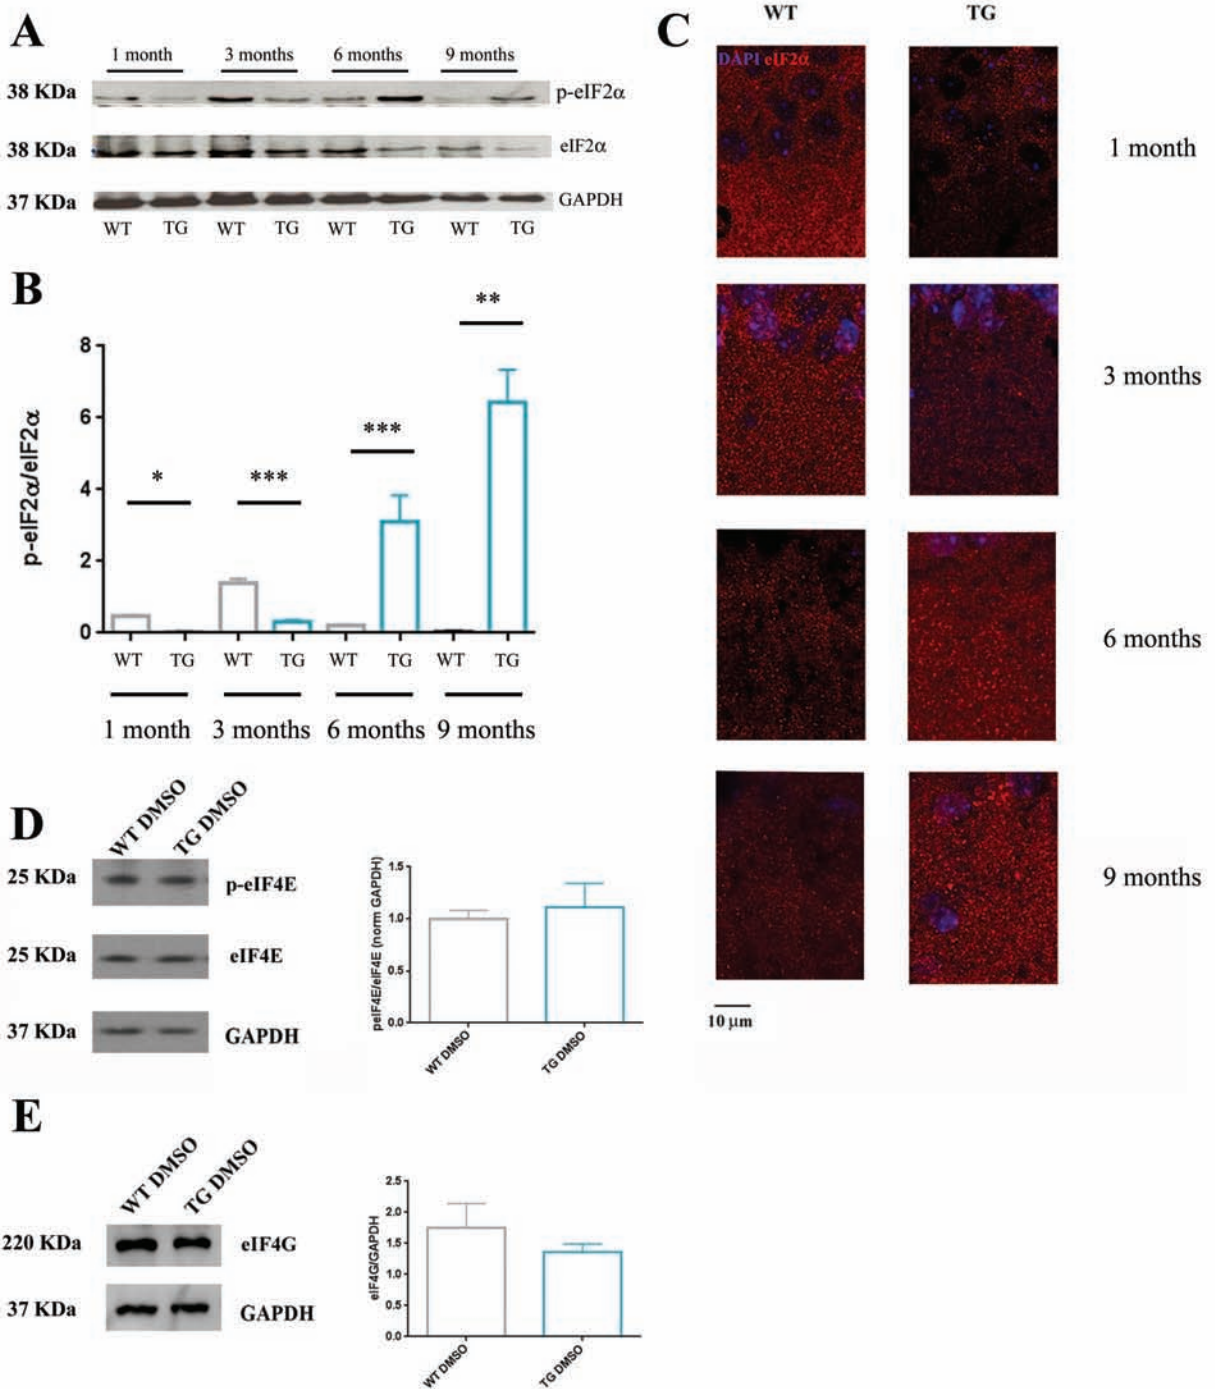 A
1 month 3 months 6 months 9 months
38 KDa p-eIF2α
38 KDa eIF2α
37 KDa GAPDH
WT TG WT TG WT TG WT TG
B
**
***
* ***
p-eIF2α/eIF2α
8
6
4
2
0
WT TG WT TG WT TG WT TG
1 month 3 months 6 months 9 months
C
WT TG
DAPI eIF2α
1 month
3 months
6 months
9 months
10 µm
D
WT DMSO TG DMSO
25 KDa p-eIF4E
25 KDa eIF4E
37 KDa GAPDH
peIF4E/eIF4E (norm GAPDH)
1.5
1.0
0.5
0.0
WT DMSO TG DMSO
E
WT DMSO TG DMSO
220 KDa eIF4G
37 KDa GAPDH
eIF4G/GAPDH
2.5
2.0
1.5
1.0
0.5
0.0
WT DMSO TG DMSO